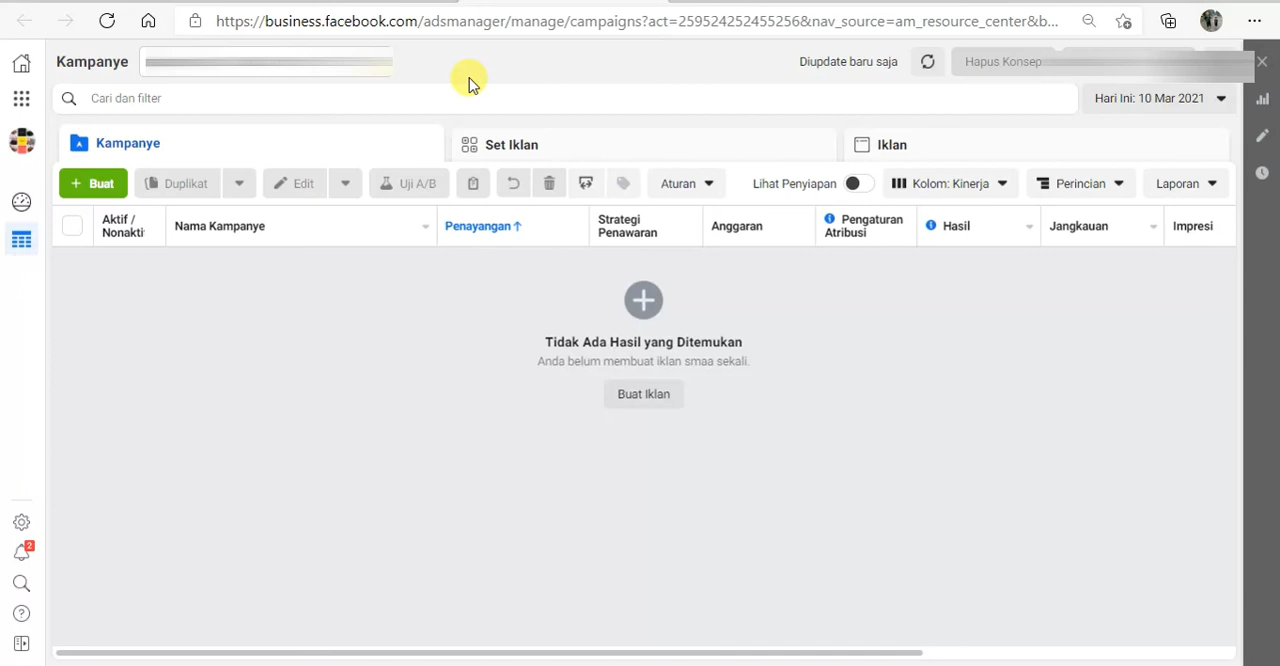 https://business.facebook.com/adsmanager/manage/campaigns?act=259524252455256&nav_source=am_resource_center&b...
Kampanye
Diupdate baru saja
Hapus Konsep
Cari dan filter
Hari Ini: 10 Mar 2021
Kampanye
Set Iklan
Iklan
+ Buat
Duplikat
Edit
Uji A/B
Aturan
Lihat Penyiapan
Kolom: Kinerja
Perincian
Laporan
Aktif /
Nonakti
Nama Kampanye
Penayangan↑
Strategi
Penawaran
Anggaran
Pengaturan
Atribusi
Hasil
Jangkauan
Impresi
Tidak Ada Hasil yang Ditemukan
Anda belum membuat iklan smaa sekali.
Buat Iklan
2